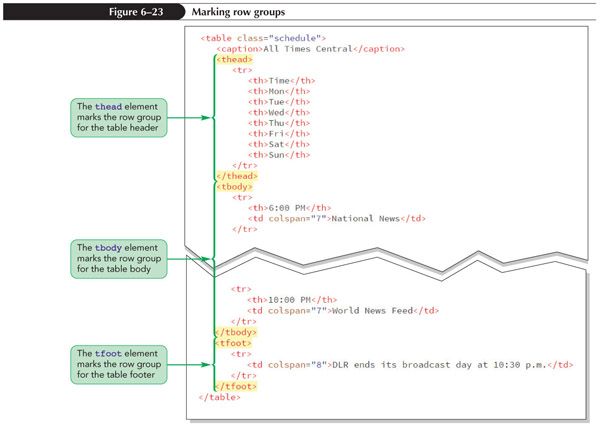 Figure 6–23 Marking row groups
<table class="schedule">
<caption>All Times Central</caption>
<thead>
<tr>
<th>Time</th>
<th>Mon</th>
<th>Tue</th>
<th>Wed</th>
<th>Thu</th>
<th>Fri</th>
<th>Sat</th>
<th>Sun</th>
</tr>
</thead>
<tbody>
<tr>
<th>6:00 PM</th>
<td colspan="7">National News</td>
</tr>
<tr>
<th>10:00 PM</th>
<td colspan="7">World News Feed</td>
</tr>
</tbody>
<tfoot>
<tr>
<td colspan="8">DLR ends its broadcast day at 10:30 p.m.</td>
</tr>
</tfoot>
</table>
The thead element
marks the row group
for the table header
The tbody element
marks the row group
for the table body
The tfoot element
marks the row group
for the table footer